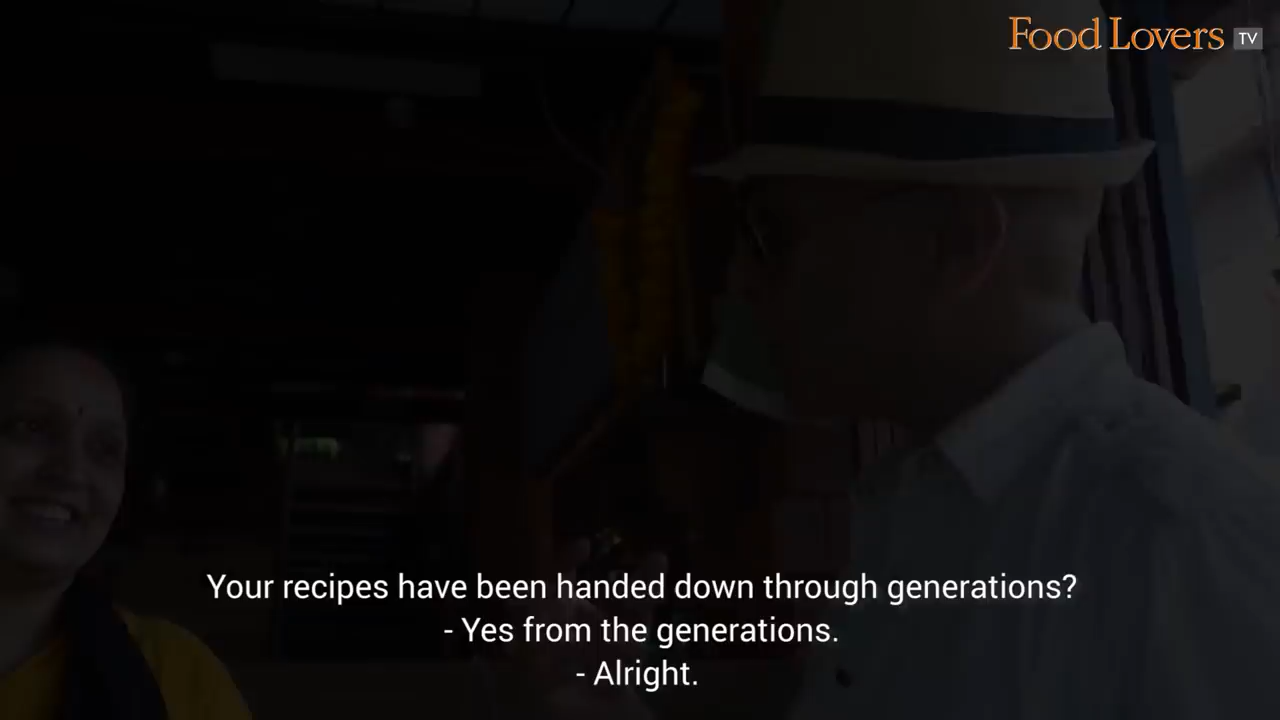 Food Lovers TV
Your recipes have been handed down through generations?
- Yes from the generations.
- Alright.